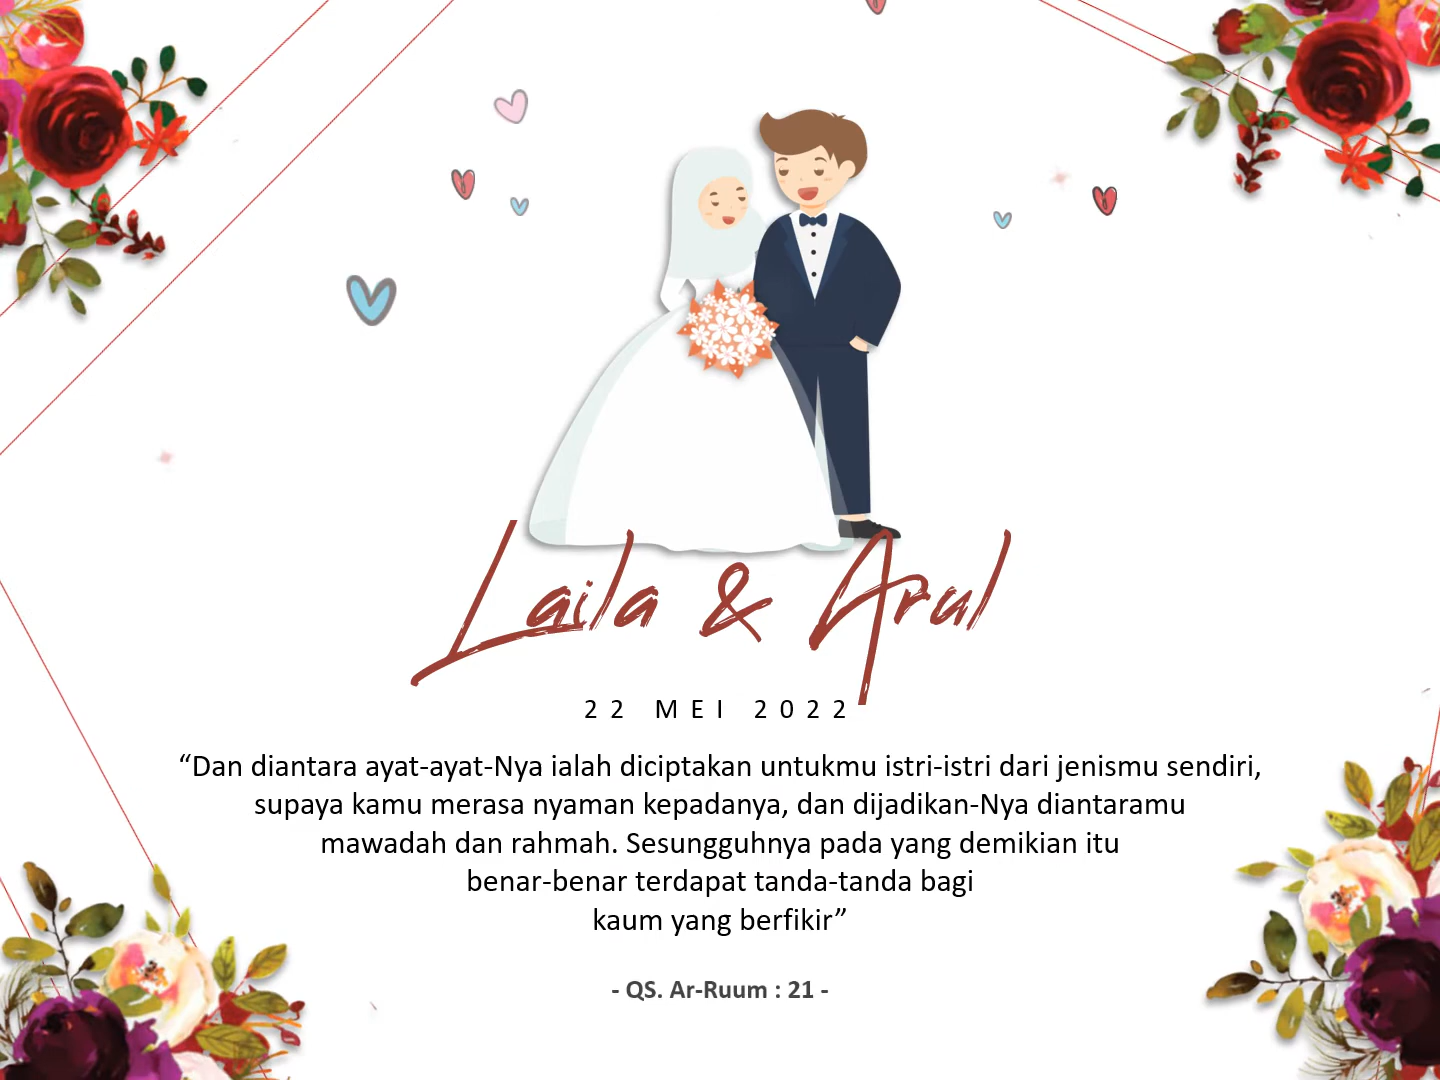 Laila & Arul
22 MEI 2022
“Dan diantara ayat-ayat-Nya ialah diciptakan untukmu istri-istri dari jenismu sendiri,
supaya kamu merasa nyaman kepadanya, dan dijadikan-Nya diantaramu
mawadah dan rahmah. Sesungguhnya pada yang demikian itu
benar-benar terdapat tanda-tanda bagi
kaum yang berfikir”
- QS. Ar-Ruum : 21 -